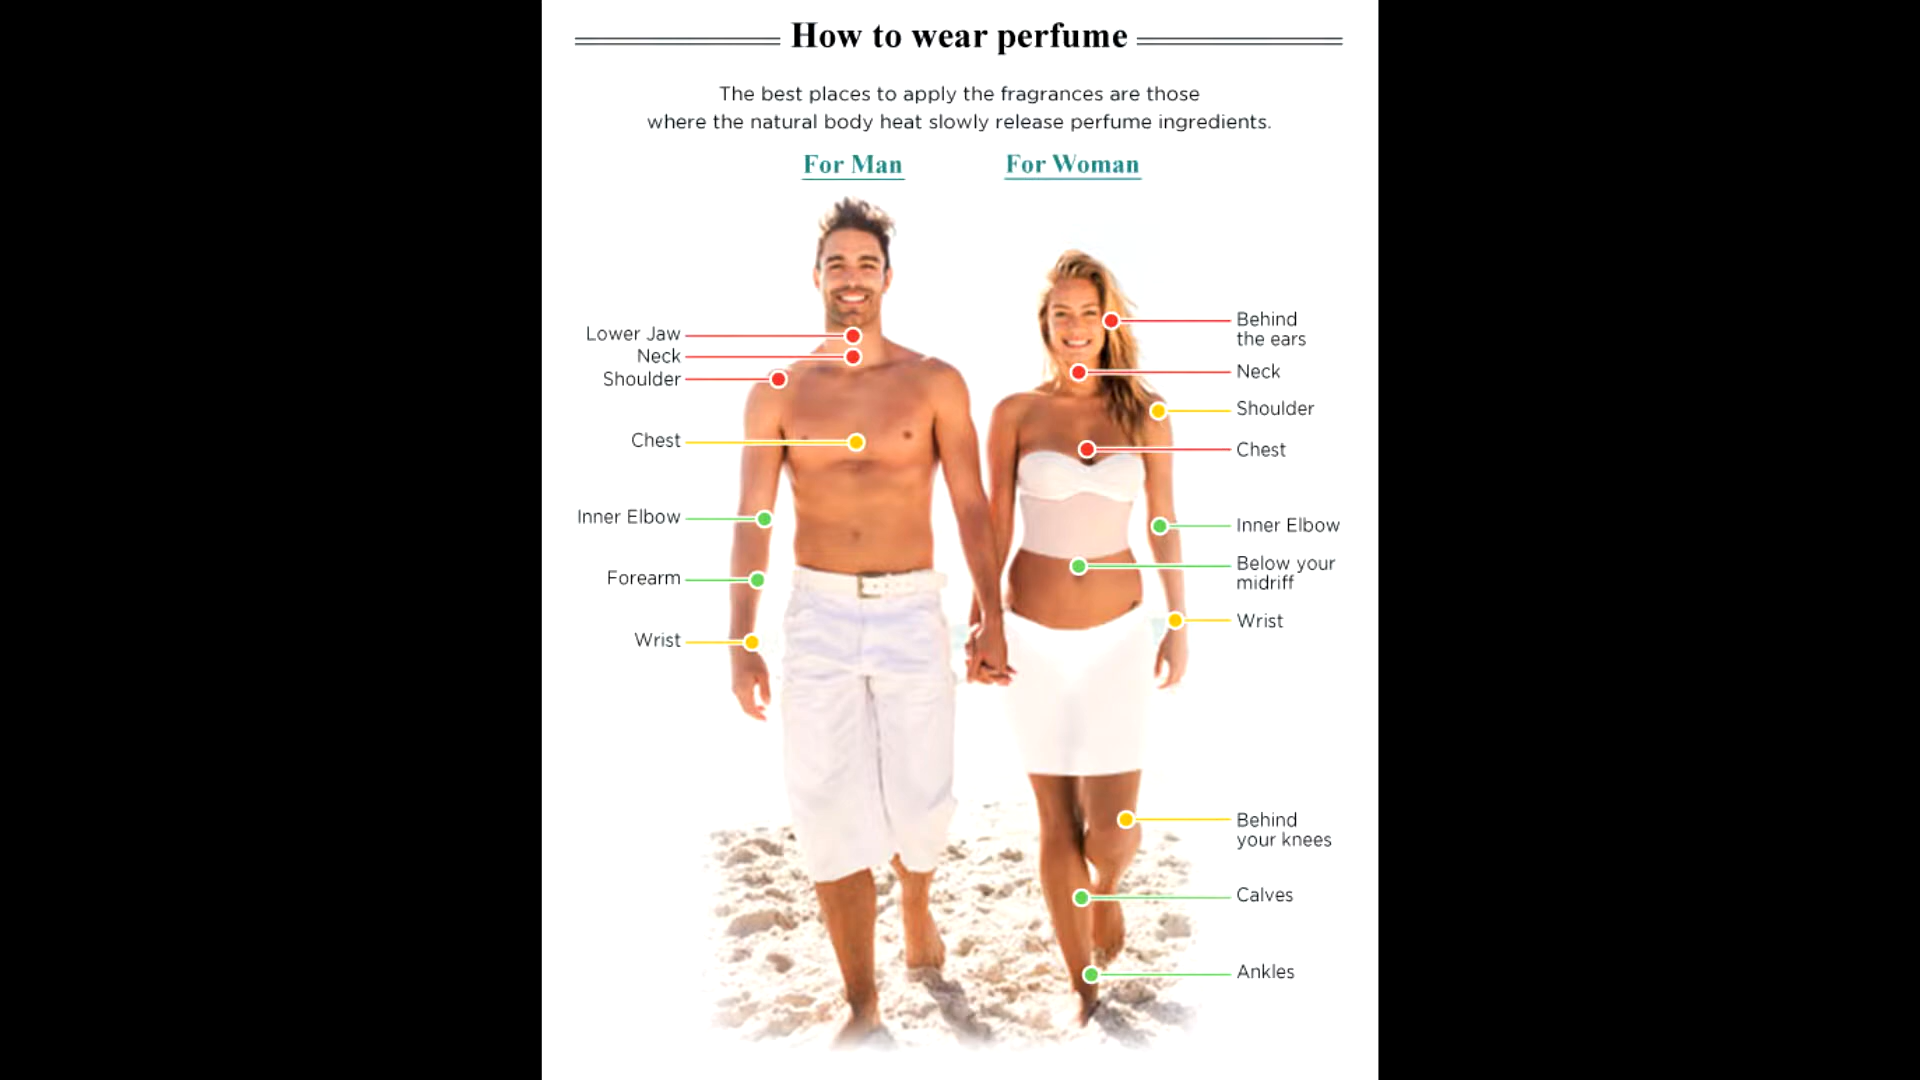 How to wear perfume
The best places to apply the fragrances are those
where the natural body heat slowly release perfume ingredients.
For Man
For Woman
Lower Jaw
Neck
Shoulder
Chest
Inner Elbow
Forearm
Wrist
Behind
the ears
Neck
Shoulder
Chest
Inner Elbow
Below your
midriff
Wrist
Behind
your knees
Calves
Ankles